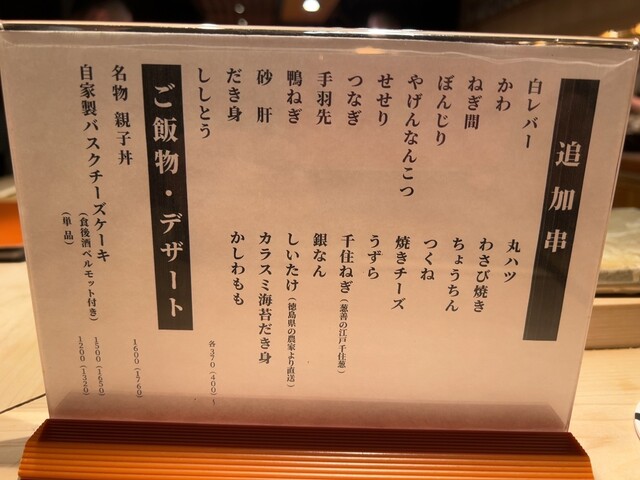 追加串
白レバー
かわ
ねぎ間
ぼんじり
やげんなんこつ
せせり
つなぎ
手羽先
鴨ねぎ
砂肝
だき身
ししとう
丸ハツ
わさび焼き
ちょうちん
つくね
焼きチーズ
うずら
千住ねぎ(葱善の江戸千住葱)
銀なん
しいたけ(徳島県の農家より直送)
カラスミ海苔だき身
かしわもも
各370(400)〜
ご飯物・デザート
名物 親子丼 1600(1760)
自家製バスクチーズケーキ
(食後酒ベルモット付き) 1500(1650)
(単品) 1200(1320)